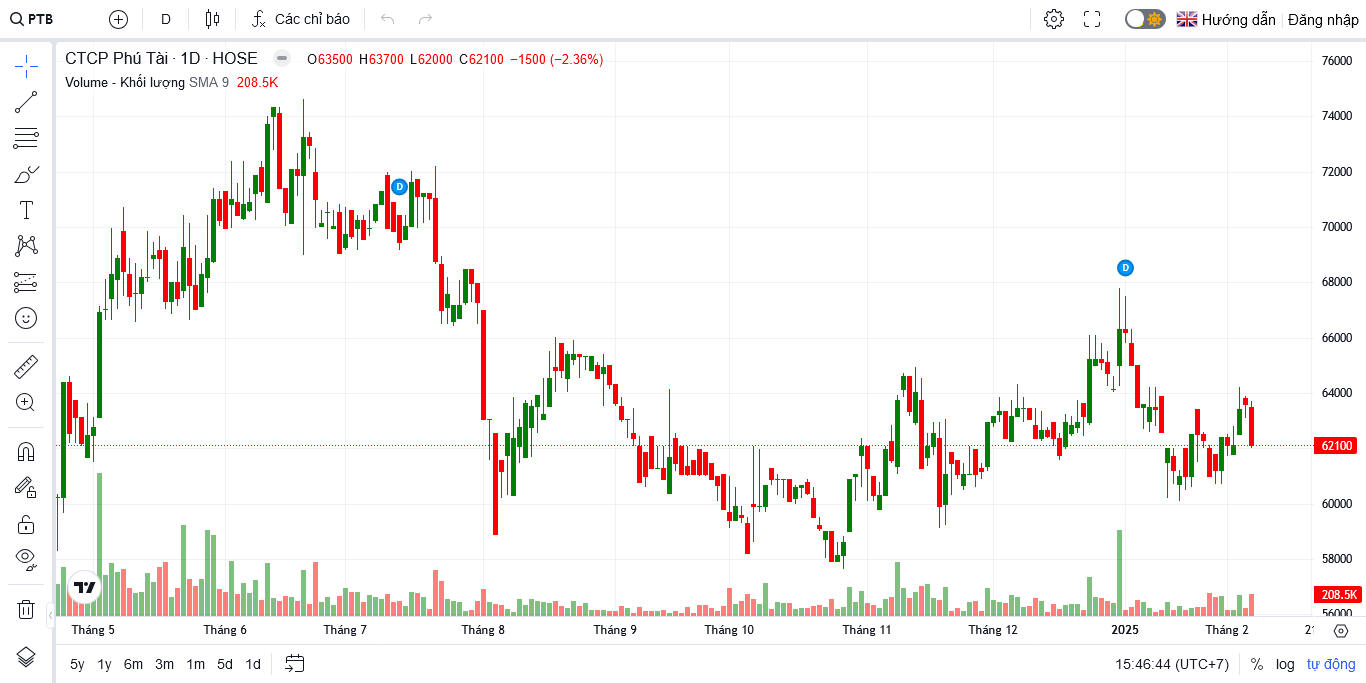 PTB D Các chỉ báo Hướng dẫn Đăng nhập
CTCP Phú Tài · 1D · HOSE O63500 H63700 L62000 C62100 −1500 (−2.36%)
Volume - Khối lượng SMA 9 208.5K
76000
74000
72000
D
70000
D
68000
66000
64000
62100
60000
58000
208.5K
56000
Tháng 5 Tháng 6 Tháng 7 Tháng 8 Tháng 9 Tháng 10 Tháng 11 Tháng 12 2025 Tháng 2
5y 1y 6m 3m 1m 5d 1d 15:46:44 (UTC+7) % log tự động